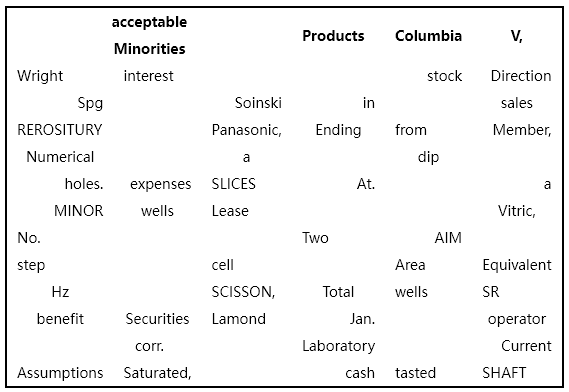 acceptable Minorities Products Columbia V,
Wright interest stock Direction
Spg Soinski in sales
REROSITURY Panasonic, Ending from Member,
Numerical a dip
holes. expenses SLICES At. a
MINOR wells Lease Vitric,
No. Two AIM
step cell Area Equivalent
Hz SCISSON, Total wells SR
benefit Securities Lamond Jan. operator
corr. Laboratory Current
Assumptions Saturated, cash tasted SHAFT